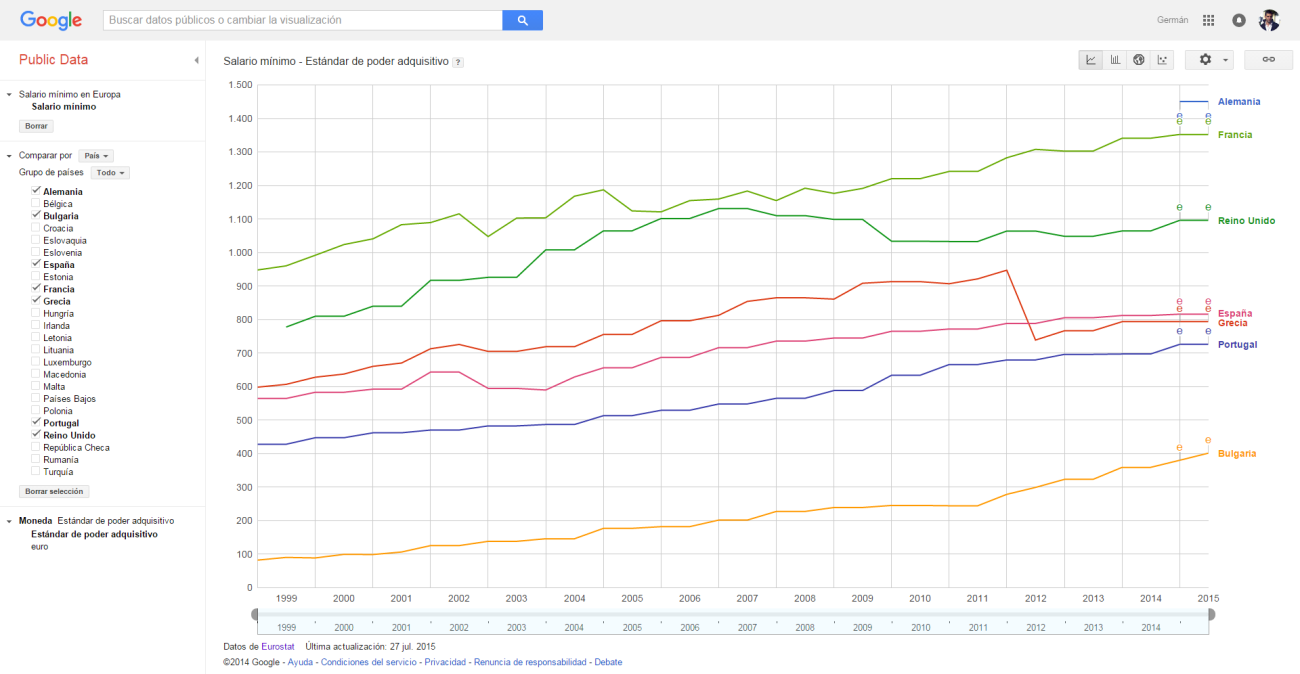 Google Buscar datos públicos o cambiar la visualización Germán
Public Data
Salario mínimo en Europa
Salario mínimo
Borrar
Comparar por País
Grupo de países Todo
Alemania
Bélgica
Bulgaria
Croacia
Eslovaquia
Eslovenia
España
Estonia
Francia
Grecia
Hungría
Irlanda
Letonia
Lituania
Luxemburgo
Macedonia
Malta
Países Bajos
Polonia
Portugal
Reino Unido
República Checa
Rumanía
Turquía
Borrar selección
Moneda Estándar de poder adquisitivo
Estándar de poder adquisitivo
euro
Salario mínimo - Estándar de poder adquisitivo ?
1.500
1.400
1.300
1.200
1.100
1.000
900
800
700
600
500
400
300
200
100
0
Alemania
e e
e e
Francia
e e
Reino Unido
e e
e e
España
Grecia
e e
Portugal
e e
Bulgaria
1999 2000 2001 2002 2003 2004 2005 2006 2007 2008 2009 2010 2011 2012 2013 2014 2015
1999 2000 2001 2002 2003 2004 2005 2006 2007 2008 2009 2010 2011 2012 2013 2014
Datos de Eurostat Última actualización: 27 jul. 2015
©2014 Google - Ayuda - Condiciones del servicio - Privacidad - Renuncia de responsabilidad - Debate